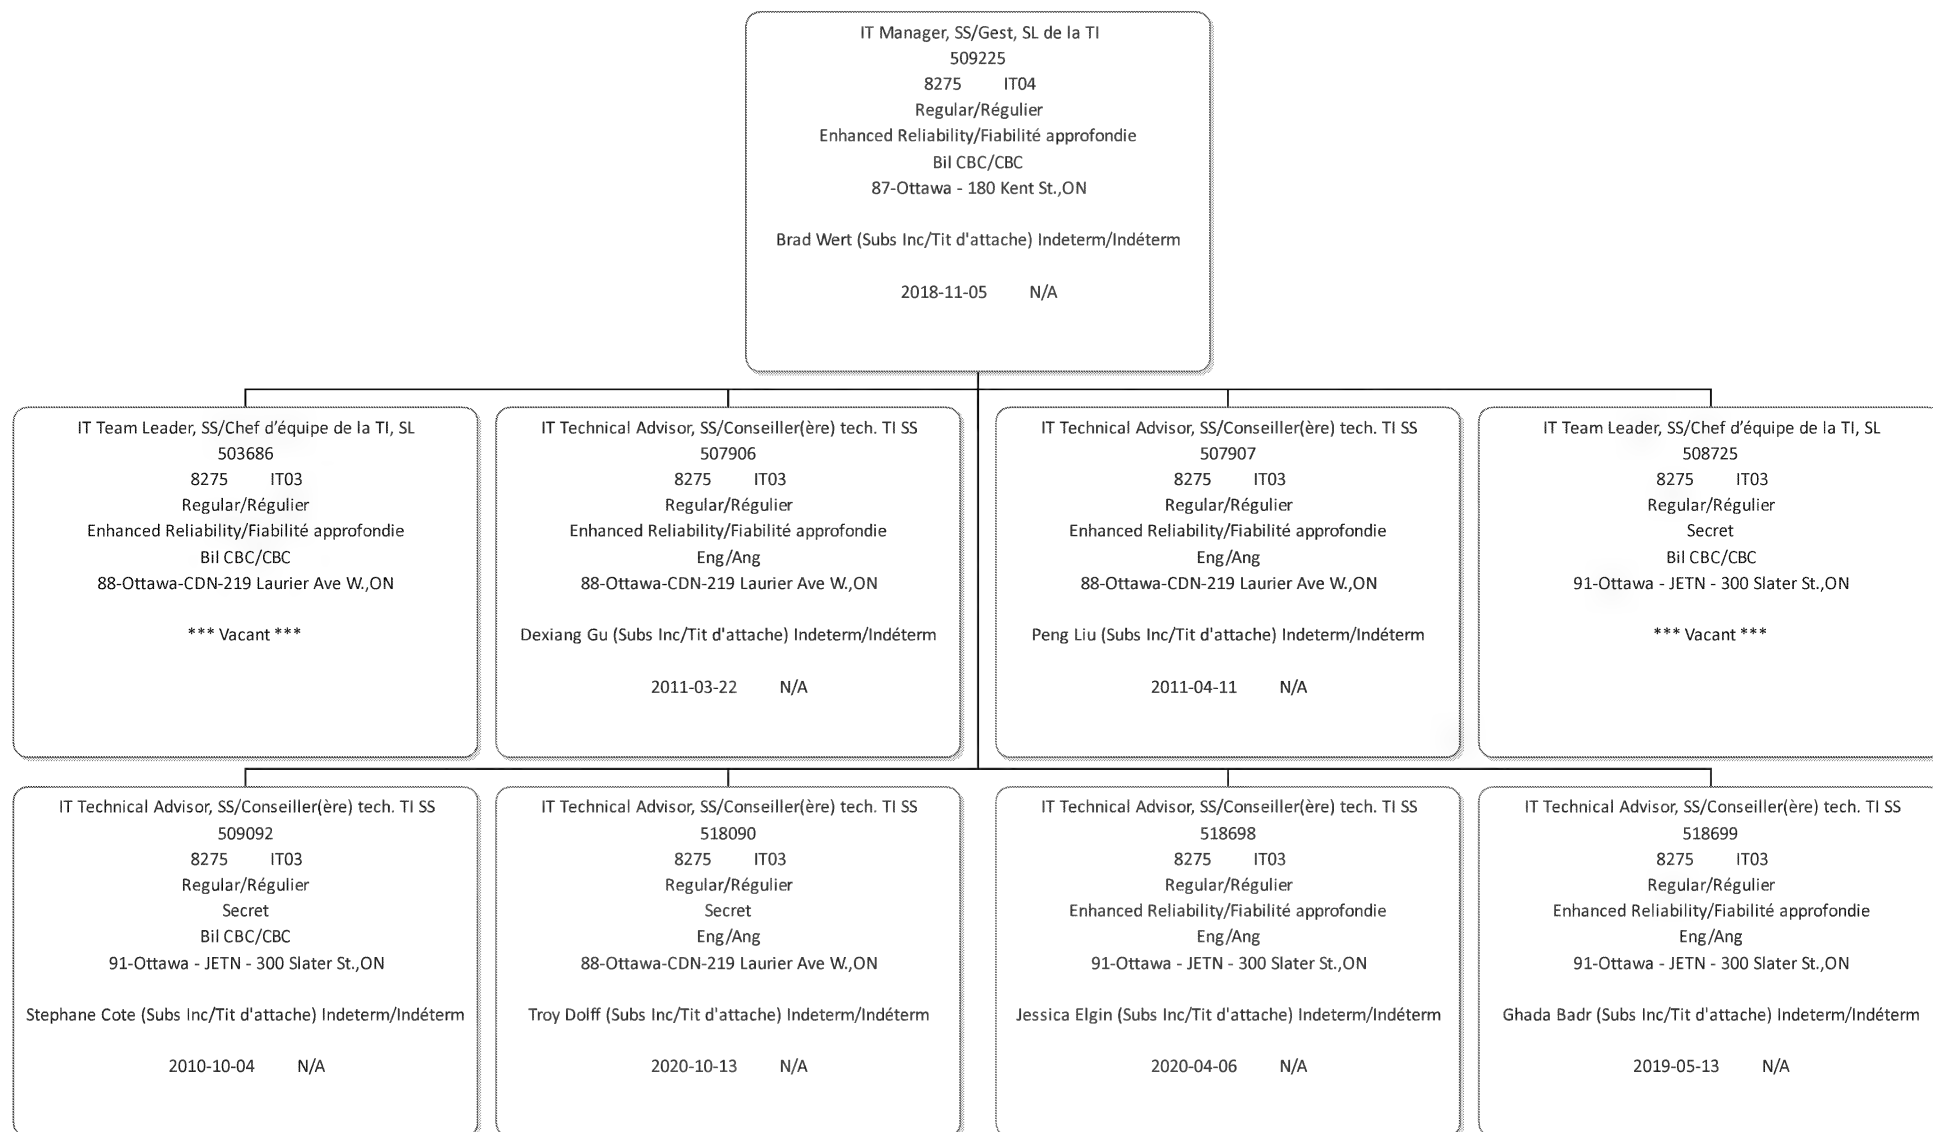 IT Manager, SS/Gest, SL de la TI
509225
8275 IT04
Regular/Régulier
Enhanced Reliability/Fiabilité approfondie
Bil CBC/CBC
87-Ottawa - 180 Kent St.,ON
Brad Wert (Subs Inc/Tit d'attache) Indeterm/Indéterm
2018-11-05 N/A
IT Team Leader, SS/Chef d’équipe de la TI, SL
503686
8275 IT03
Regular/Régulier
Enhanced Reliability/Fiabilité approfondie
Bil CBC/CBC
88-Ottawa-CDN-219 Laurier Ave W.,ON
*** Vacant ***
IT Technical Advisor, SS/Conseiller(ère) tech. TI SS
507906
8275 IT03
Regular/Régulier
Enhanced Reliability/Fiabilité approfondie
Eng/Ang
88-Ottawa-CDN-219 Laurier Ave W.,ON
Dexiang Gu (Subs Inc/Tit d'attache) Indeterm/Indéterm
2011-03-22 N/A
IT Technical Advisor, SS/Conseiller(ère) tech. TI SS
507907
8275 IT03
Regular/Régulier
Enhanced Reliability/Fiabilité approfondie
Eng/Ang
88-Ottawa-CDN-219 Laurier Ave W.,ON
Peng Liu (Subs Inc/Tit d'attache) Indeterm/Indéterm
2011-04-11 N/A
IT Team Leader, SS/Chef d’équipe de la TI, SL
508725
8275 IT03
Regular/Régulier
Secret
Bil CBC/CBC
91-Ottawa - JETN - 300 Slater St.,ON
*** Vacant ***
IT Technical Advisor, SS/Conseiller(ère) tech. TI SS
509092
8275 IT03
Regular/Régulier
Secret
Bil CBC/CBC
91-Ottawa - JETN - 300 Slater St.,ON
Stephane Cote (Subs Inc/Tit d'attache) Indeterm/Indéterm
2010-10-04 N/A
IT Technical Advisor, SS/Conseiller(ère) tech. TI SS
518090
8275 IT03
Regular/Régulier
Secret
Eng/Ang
88-Ottawa-CDN-219 Laurier Ave W.,ON
Troy Dolff (Subs Inc/Tit d'attache) Indeterm/Indéterm
2020-10-13 N/A
IT Technical Advisor, SS/Conseiller(ère) tech. TI SS
518698
8275 IT03
Regular/Régulier
Enhanced Reliability/Fiabilité approfondie
Eng/Ang
91-Ottawa - JETN - 300 Slater St.,ON
Jessica Elgin (Subs Inc/Tit d'attache) Indeterm/Indéterm
2020-04-06 N/A
IT Technical Advisor, SS/Conseiller(ère) tech. TI SS
518699
8275 IT03
Regular/Régulier
Enhanced Reliability/Fiabilité approfondie
Eng/Ang
91-Ottawa - JETN - 300 Slater St.,ON
Ghada Badr (Subs Inc/Tit d'attache) Indeterm/Indéterm
2019-05-13 N/A